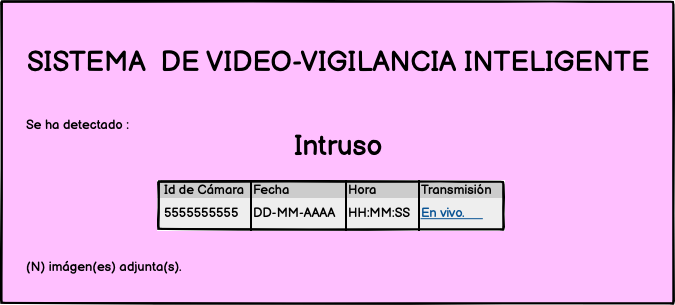 SISTEMA DE VIDEO-VIGILANCIA INTELIGENTE
Se ha detectado :
Intruso
Id de Cámara Fecha Hora Transmisión
5555555555 DD-MM-AAAA HH:MM:SS En vivo.
(N) imágen(es) adjunta(s).